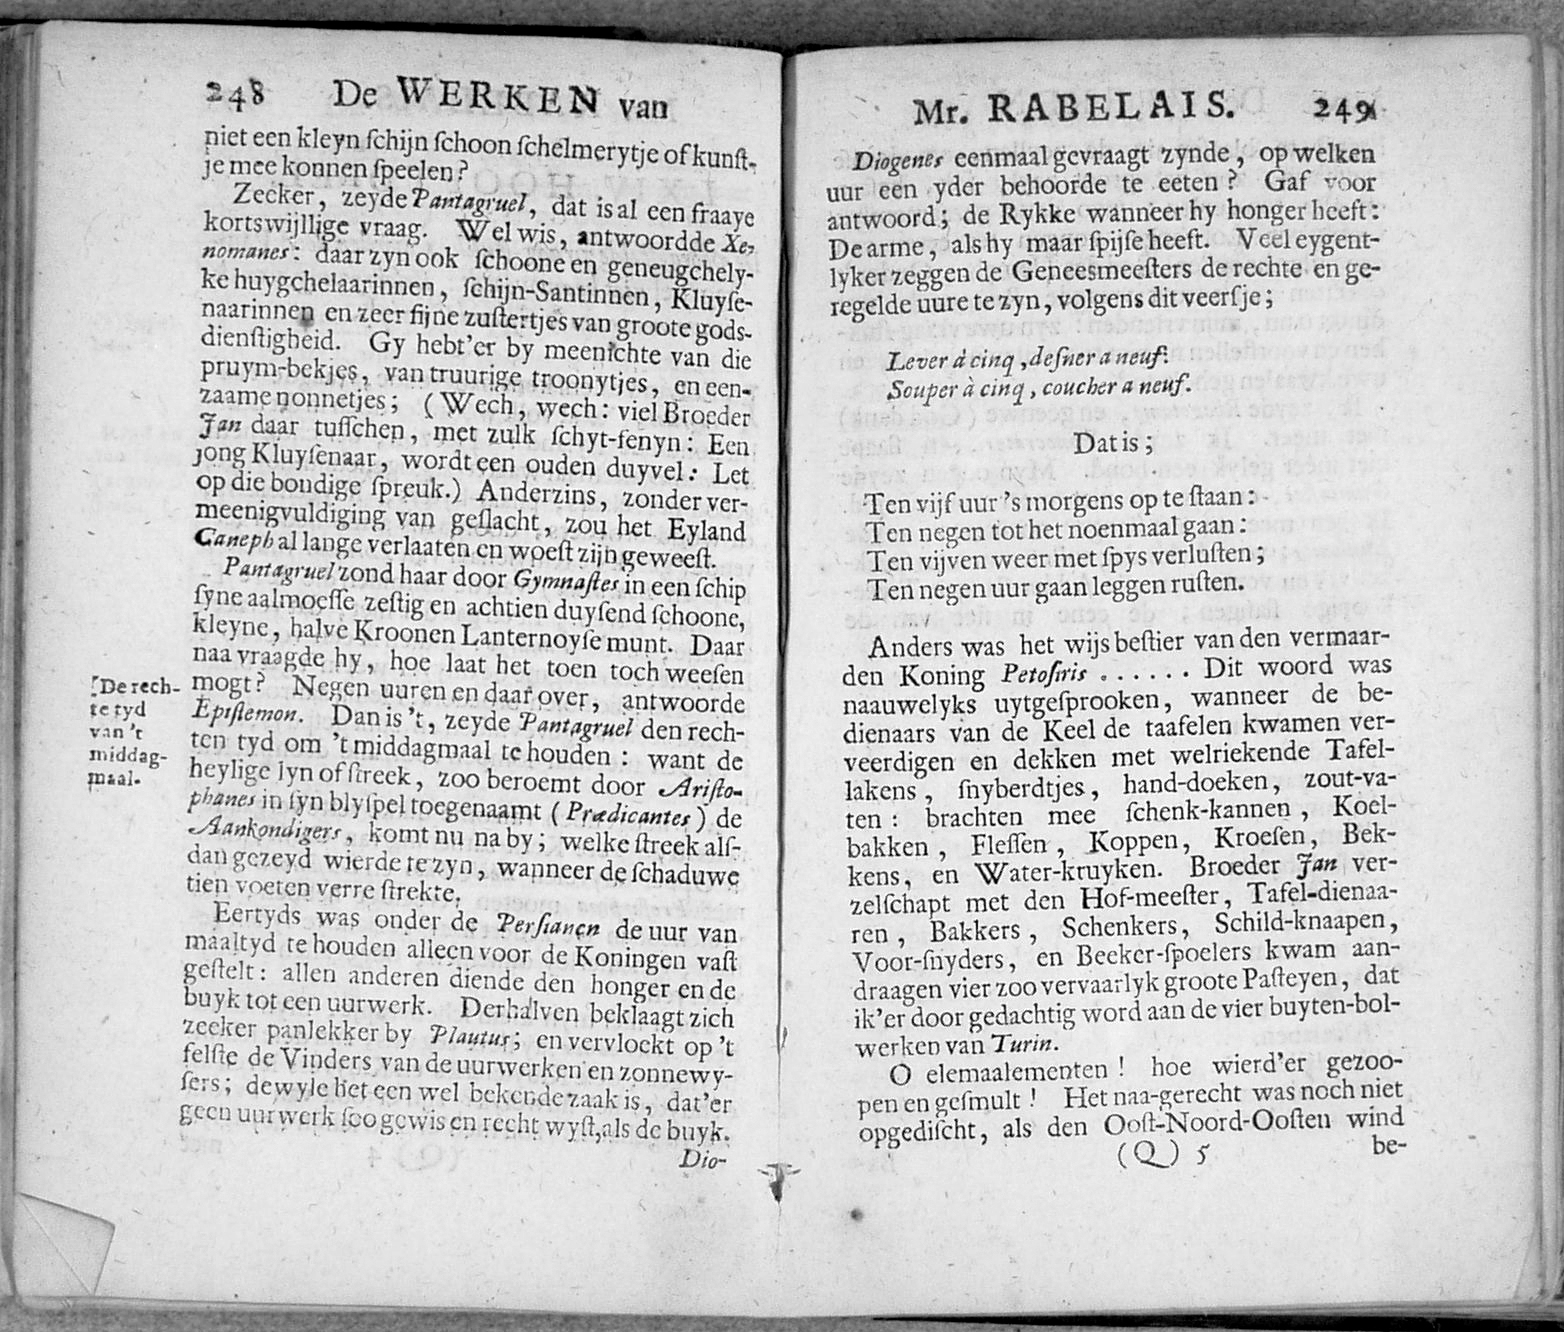 248 De WERKEN van
niet een kleyn ſchijn ſchoon ſchelmerytje of kunſt-
je mee konnen ſpeelen?
Zecker, zeyde Pantagruel, dat is al een fraaye
kortswijllige vraag. Wel wis, antwoordde Xe-
nomanes: daar zyn ook ſchoone en geneugchely-
ke huygchelaarinnen, ſchijn-Santinnen, Kluyſe-
naarinnen en zeer fijne zuſtertjes van groote gods-
dienſtigheid. Gy hebt'er by meenichte van die
pruym-bekjes, van truurige troonytjes, en een-
zaame nonnetjes; (Wech, wech: viel Broeder
Jan daar tuſſchen, met zulk ſchyt-fenyn: Een
jong Kluyſenaar, wordt een ouden duyvel: Let
op die bondige ſpreuk.) Anderzins, zonder ver-
meenigvuldiging van geſlacht, zou het Eyland
Caneph al lange verlaaten en woeſt zijn geweeſt.
Pantagruel zond haar door Gymnaſtes in een ſchip
ſyne aalmoeſſe zeſtig en achtien duyſend ſchoone,
kleyne, halve Kroonen Lanternoyſe munt. Daar
naa vraagde hy, hoe laat het toen toch weeſen
mogt? Negen uuren en daar over, antwoorde
Epiſtemon. Dan is 't, zeyde Pantagruel den rech-
ten tyd om 't middagmaal te houden: want de
heylige lyn of ſtreek, zoo beroemt door Ariſto-
phanes in ſyn blyſpel toegenaamt (Prædicantes) de
Aankondigers, komt nu na by; welke ſtreek alſ-
dan gezeyd wierde te zyn, wanneer de ſchaduwe
tien voeten verre ſtrekte.
Eertyds was onder de Perſianen de uur van
maaltyd te houden alleen voor de Koningen vaſt
geſtelt: allen anderen diende den honger en de
buyk tot een uurwerk. Derhalven beklaagt zich
zeeker panlekker by Plautus; en vervloekt op 't
felſte de Vinders van de uurwerken en zonnewy-
ſers; dewyle het een wel bekende zaak is, dat'er
geen uurwerk ſoo gewis en recht wyſt, als de buyk.
Dio-
De rech-
te tyd
van 't
middag-
maal.
Mr. RABELAIS. 249
Diogenes eenmaal gevraagt zynde, op welken
uur een yder behoorde te eeten? Gaf voor
antwoord; de Rykke wanneer hy honger heeft:
De arme, als hy maar ſpijſe heeft. Veel eygent-
lyker zeggen de Geneesmeeſters de rechte en ge-
regelde uure te zyn, volgens dit veerſje;
Lever à cinq, deſner a neuf:
Souper à cinq, coucher a neuf.
Dat is;
Ten vijf uur 's morgens op te ſtaan:
Ten negen tot het noenmaal gaan:
Ten vijven weer met ſpys verluſten;
Ten negen uur gaan leggen ruſten.
Anders was het wijs beſtier van den vermaar-
den Koning Petoſiris ...... Dit woord was
naauwelyks uytgeſprooken, wanneer de be-
dienaars van de Keel de taafelen kwamen ver-
veerdigen en dekken met welriekende Tafel-
lakens, ſnyberdtjes, hand-doeken, zout-va-
ten: brachten mee ſchenk-kannen, Koel-
bakken, Fleſſen, Koppen, Kroeſen, Bek-
kens, en Water-kruyken. Broeder Jan ver-
zelſchapt met den Hof-meeſter, Tafel-dienaa-
ren, Bakkers, Schenkers, Schild-knaapen,
Voor-ſnyders, en Beeker-ſpoelers kwam aan-
draagen vier zoo vervaarlyk groote Paſteyen, dat
ik'er door gedachtig word aan de vier buyten-bol-
werken van Turin.
O elemaalementen! hoe wierd'er gezoo-
pen en geſmult! Het naa-gerecht was noch niet
opgediſcht, als den Ooſt-Noord-Ooſten wind
(Q) 5 be-